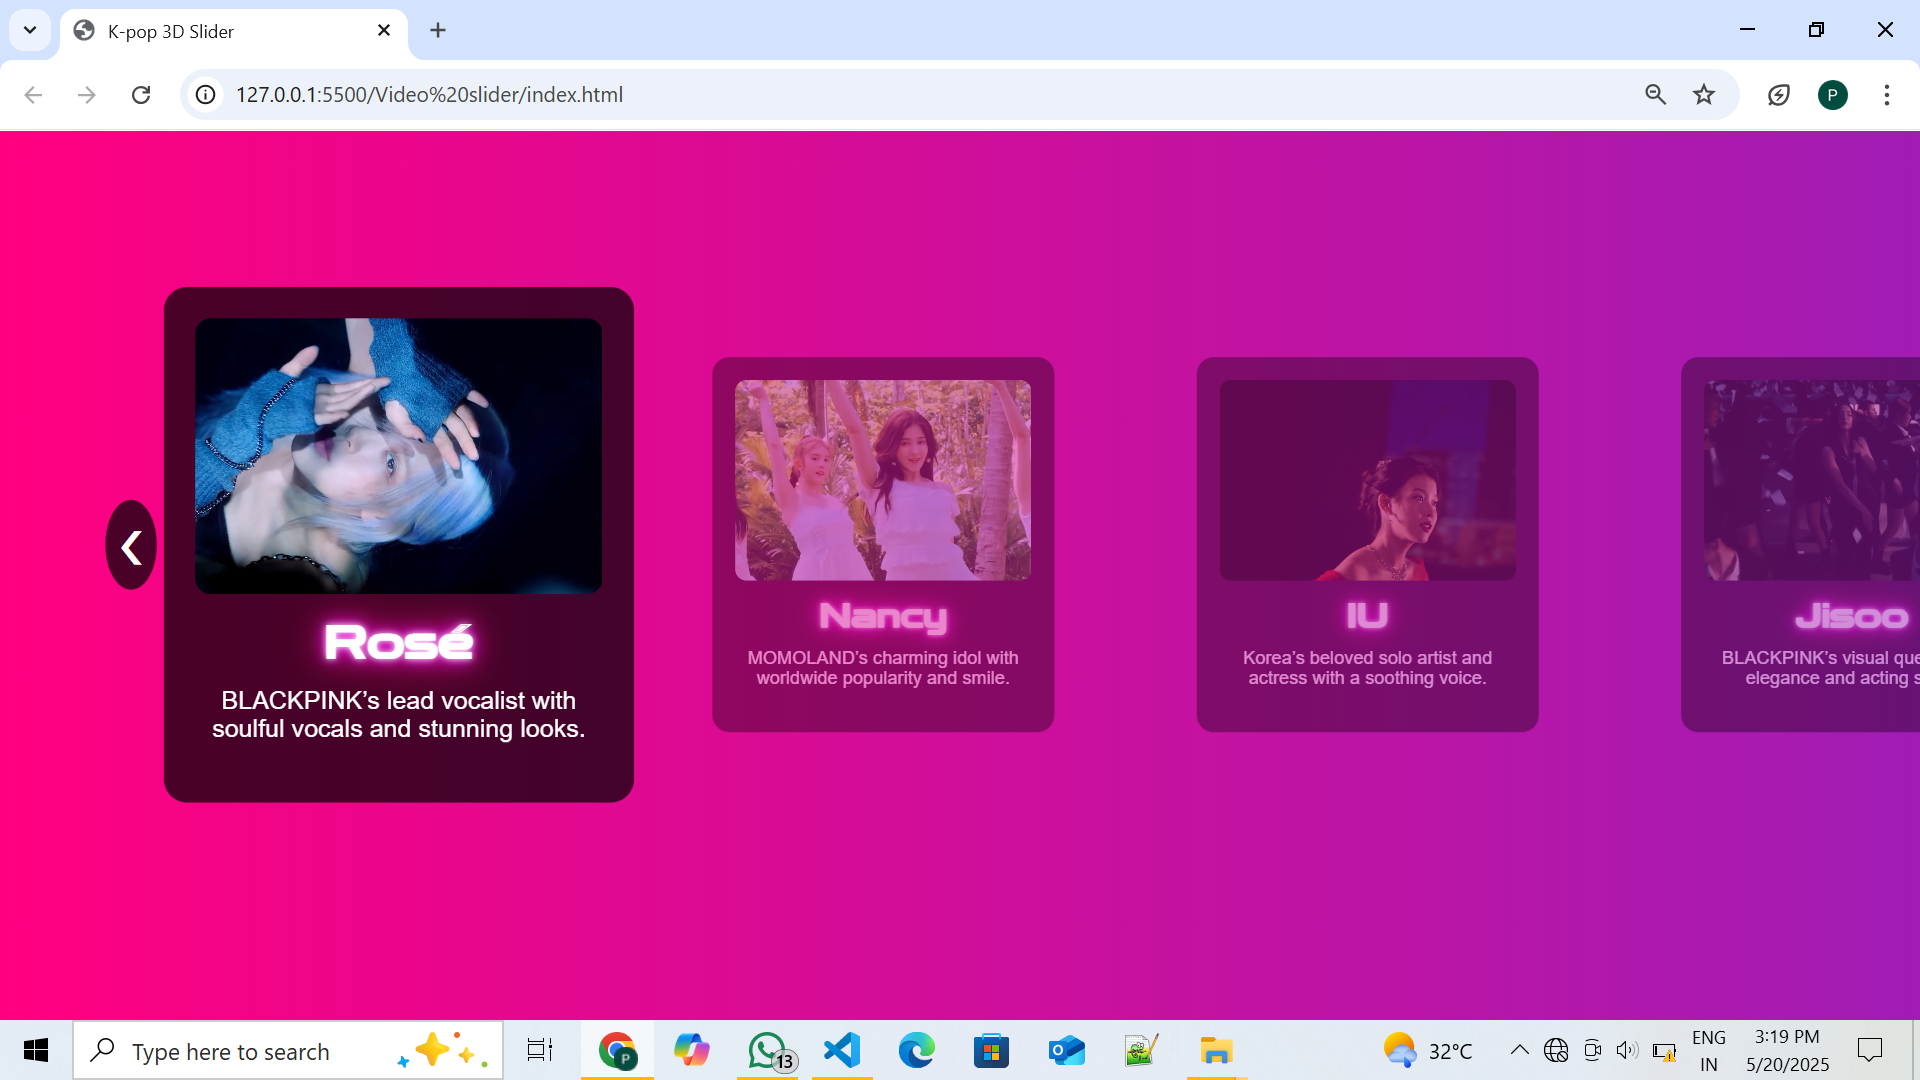 K-pop 3D Slider
127.0.0.1:5500/Video%20slider/index.html
P
Rosé
BLACKPINK’s lead vocalist with
soulful vocals and stunning looks.
Nancy
MOMOLAND’s charming idol with
worldwide popularity and smile.
IU
Korea’s beloved solo artist and
actress with a soothing voice.
Jisoo
BLACKPINK’s visual
elegance and acting
Type here to search
P
13
32°C
ENG
IN
3:19 PM
5/20/2025